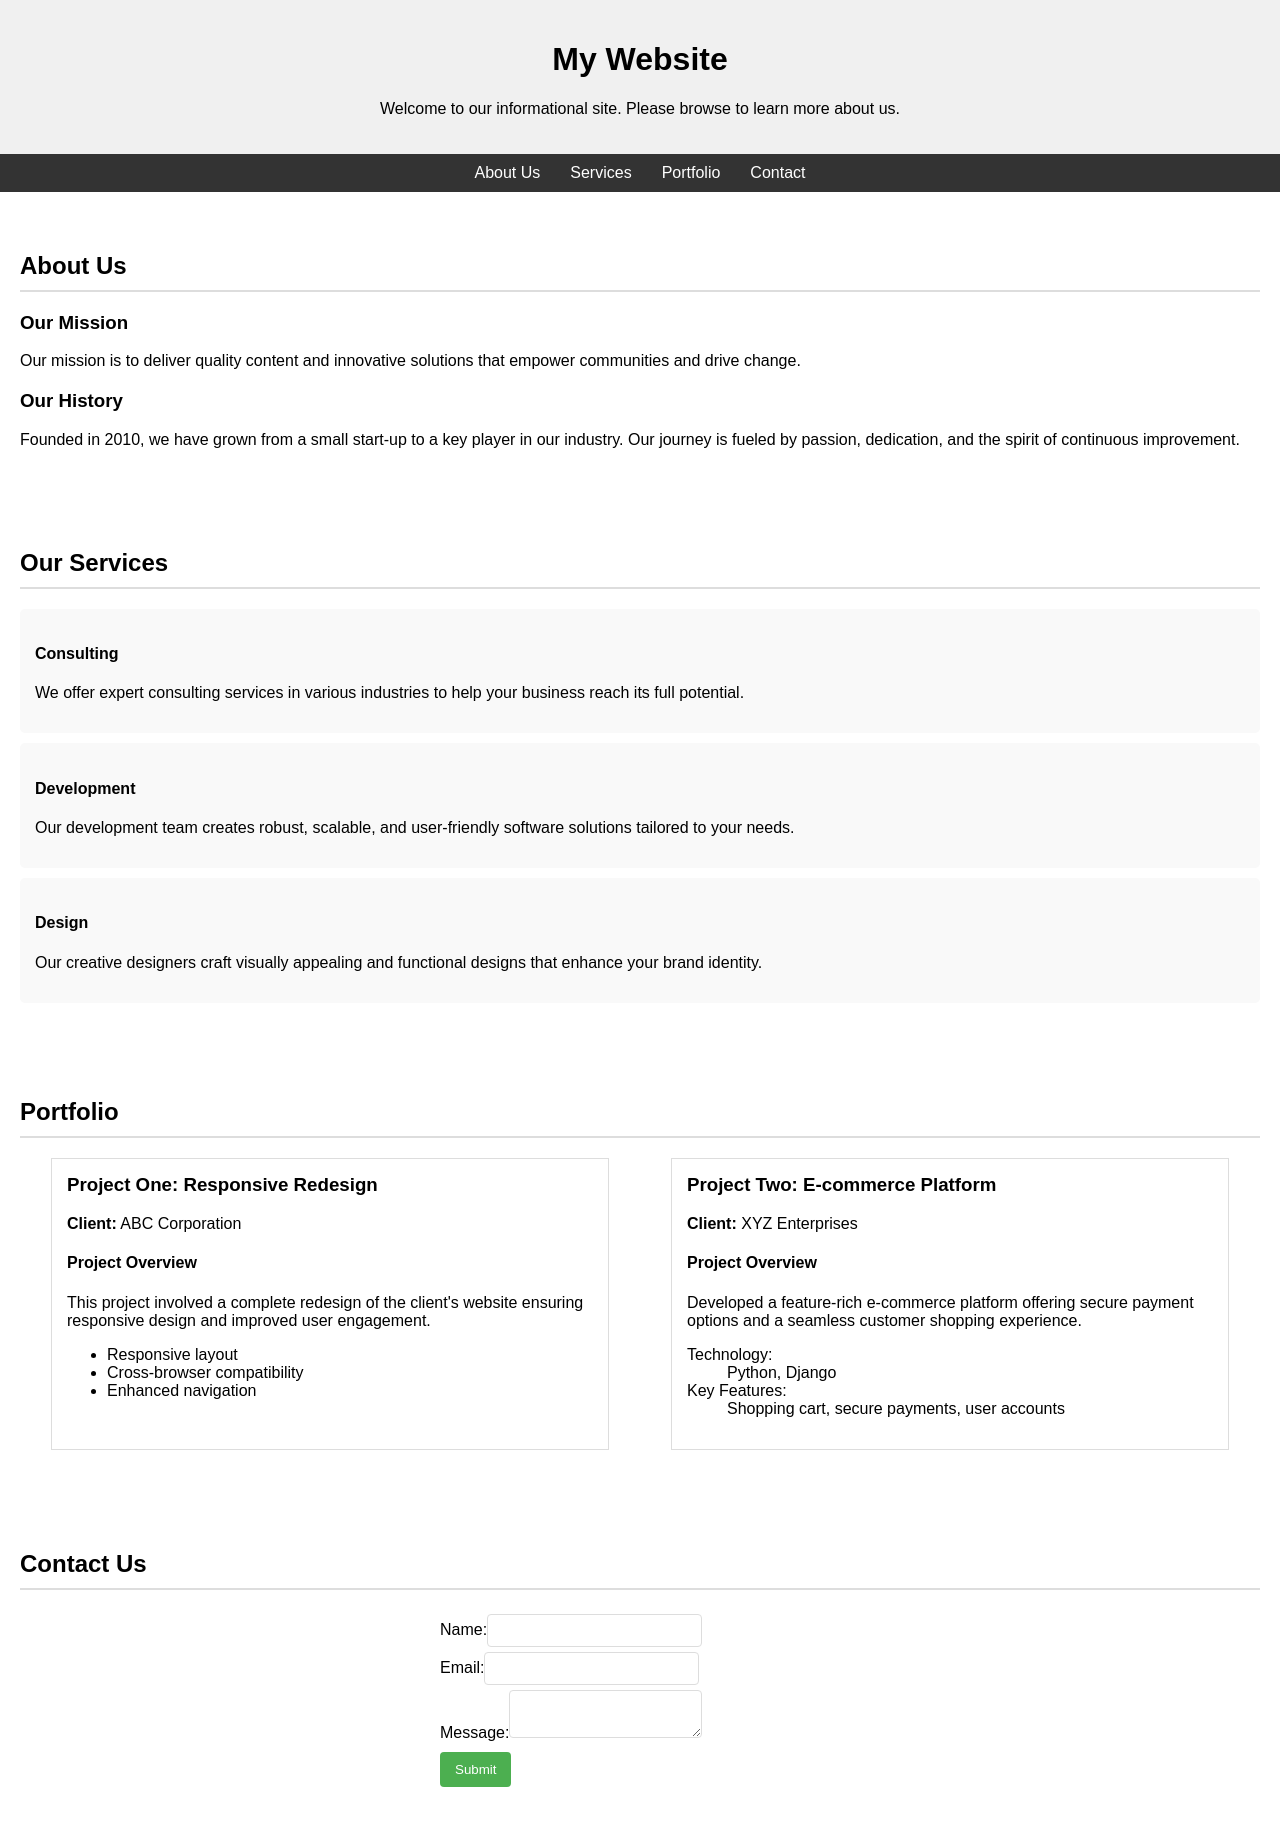 My Website
Welcome to our informational site. Please browse to learn more about us.
About Us Services Portfolio Contact
About Us
Our Mission
Our mission is to deliver quality content and innovative solutions that empower communities and drive change.
Our History
Founded in 2010, we have grown from a small start-up to a key player in our industry. Our journey is fueled by passion, dedication, and the spirit of continuous improvement.
Our Services
Consulting
We offer expert consulting services in various industries to help your business reach its full potential.
Development
Our development team creates robust, scalable, and user-friendly software solutions tailored to your needs.
Design
Our creative designers craft visually appealing and functional designs that enhance your brand identity.
Portfolio
Project One: Responsive Redesign
Client: ABC Corporation
Project Overview
This project involved a complete redesign of the client's website ensuring
responsive design and improved user engagement.
• Responsive layout
• Cross-browser compatibility
• Enhanced navigation
Project Two: E-commerce Platform
Client: XYZ Enterprises
Project Overview
Developed a feature-rich e-commerce platform offering secure payment
options and a seamless customer shopping experience.
Technology:
Python, Django
Key Features:
Shopping cart, secure payments, user accounts
Contact Us
Name:
Email:
Message:
Submit